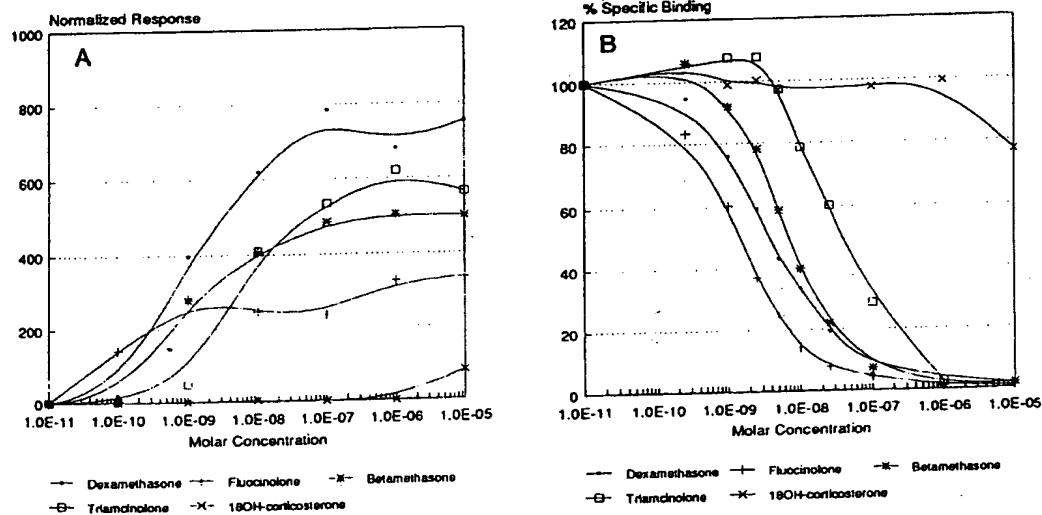 Normalized Response
A
1000
800
600
400
200
0
1.0E-11 1.0E-10 1.0E-09 1.0E-08 1.0E-07 1.0E-06 1.0E-05
Molar Concentration
Dexamethasone Fluocinolone Betamethasone
Triamcinolone 18OH-corticosterone
% Specific Binding
B
120
100
80
60
40
20
0
1.0E-11 1.0E-10 1.0E-09 1.0E-08 1.0E-07 1.0E-06 1.0E-05
Molar Concentration
Dexamethasone Fluocinolone Betamethasone
Triamcinolone 18OH-corticosterone